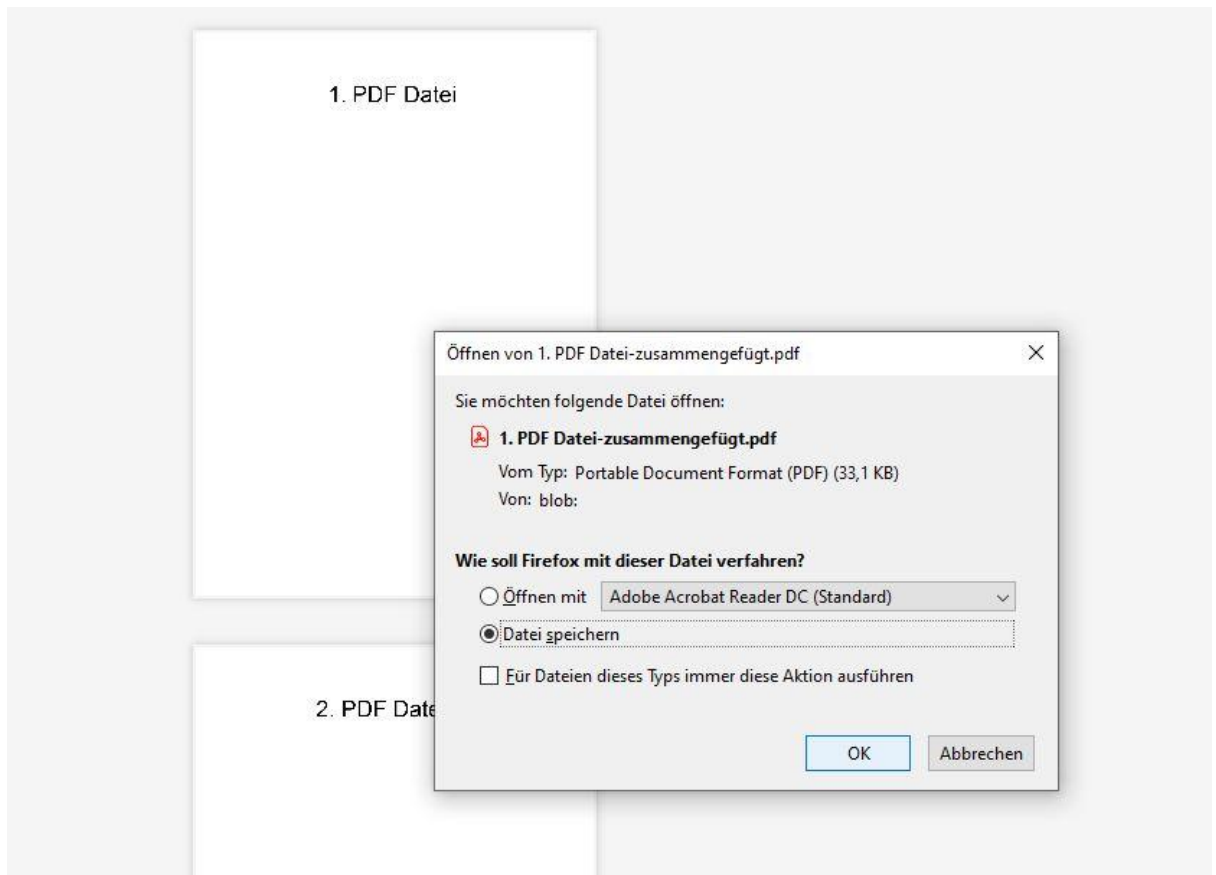 1. PDF Datei
Öffnen von 1. PDF Datei-zusammengefügt.pdf
Sie möchten folgende Datei öffnen:
1. PDF Datei-zusammengefügt.pdf
Vom Typ: Portable Document Format (PDF) (33,1 KB)
Von: blob:
Wie soll Firefox mit dieser Datei verfahren?
Öffnen mit Adobe Acrobat Reader DC (Standard)
Datei speichern
Für Dateien dieses Typs immer diese Aktion ausführen
OK Abbrechen
2. PDF Date